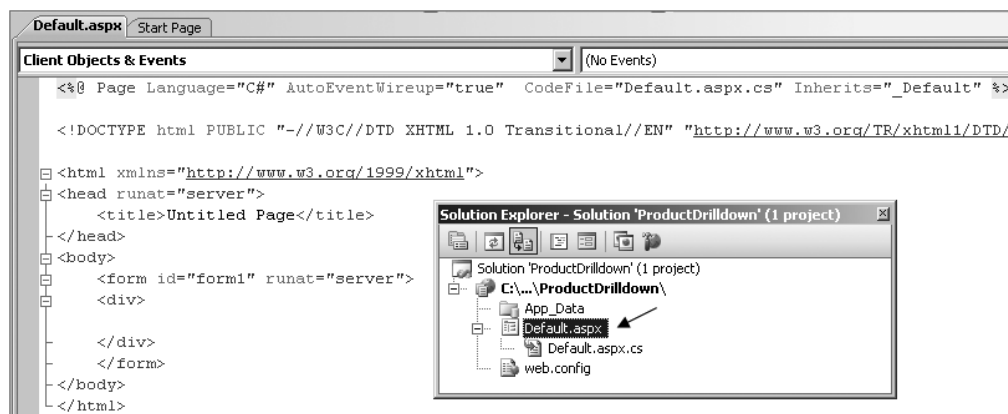 Default.aspx Start Page
Client Objects & Events (No Events)
<%@ Page Language="C#" AutoEventWireup="true" CodeFile="Default.aspx.cs" Inherits="_Default" %>
<!DOCTYPE html PUBLIC "-//W3C//DTD XHTML 1.0 Transitional//EN" "http://www.w3.org/TR/xhtml1/DTD/
<html xmlns="http://www.w3.org/1999/xhtml">
<head runat="server">
<title>Untitled Page</title>
</head>
<body>
<form id="form1" runat="server">
<div>
</div>
</form>
</body>
</html>
Solution Explorer - Solution 'ProductDrilldown' (1 project)
Solution 'ProductDrilldown' (1 project)
C:\...\ProductDrilldown\
App_Data
Default.aspx
Default.aspx.cs
web.config